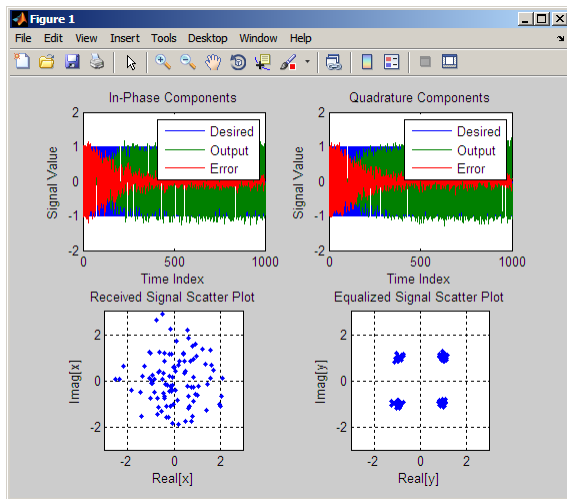 Figure 1
File Edit View Insert Tools Desktop Window Help
In-Phase Components
Quadrature Components
2
1
0
-1
-2
Signal Value
Desired
Output
Error
0 500 1000
Time Index
2
1
0
-1
-2
Signal Value
Desired
Output
Error
0 500 1000
Time Index
Received Signal Scatter Plot
Equalized Signal Scatter Plot
2
0
-2
Imag[x]
-2 0 2
Real[x]
2
0
-2
Imag[y]
-2 0 2
Real[y]